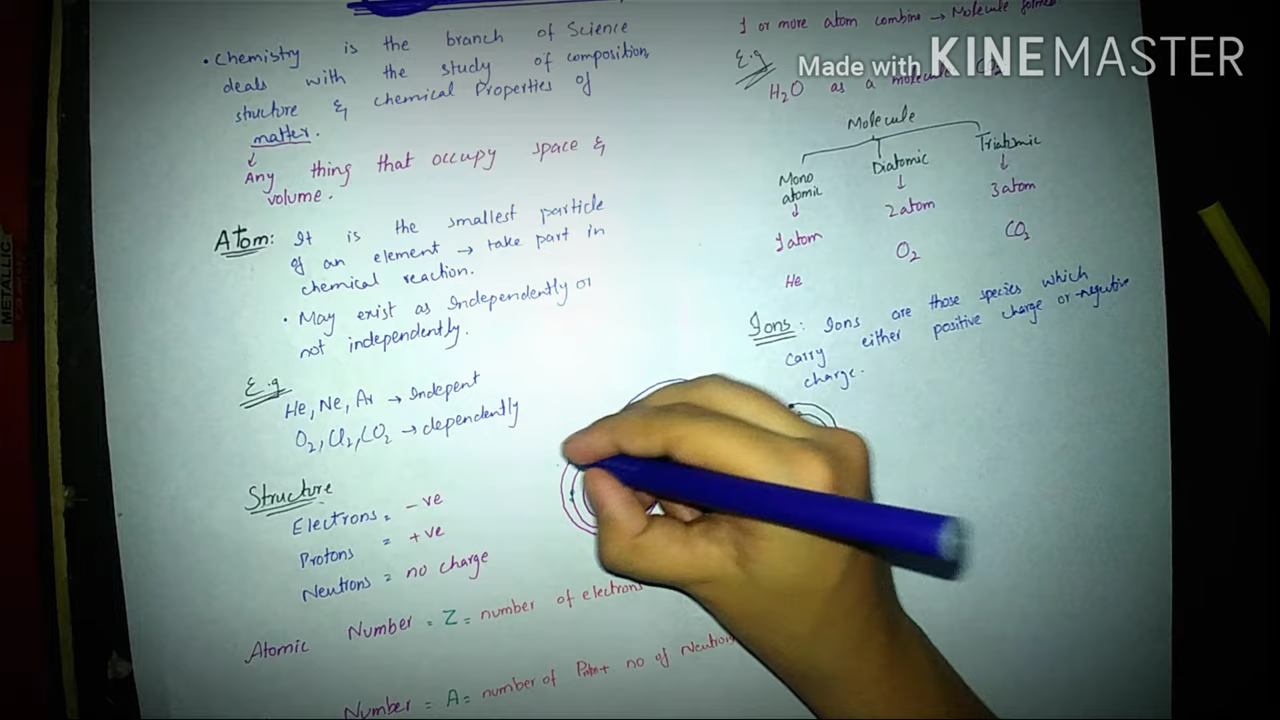 • Chemistry is the branch of Science
deals with the study of composition,
structure & chemical Properties of
matter.
Any thing that occupy space &
volume.
Atom: It is the smallest particle
of an element → take part in
chemical reaction.
• May exist as Independently or
not independently.
E.g
He, Ne, Ar → Indepent
O2, Cl2, CO2 → dependently
Structure
Electrons = -ve
Protons = +ve
Neutrons = no charge
Atomic Number = Z = number of electrons
Number = A = number of no of Neutron
1 or more atom combine → Molecule formed
E.g
H2O as a molecule
Molecule
Mono atomic Diatomic Triatomic
1 atom 2 atom 3 atom
He O2 CO2
Ions: Ions are those species which
carry either positive charge or negative
charge.
Made with KINEMASTER
METALLIC